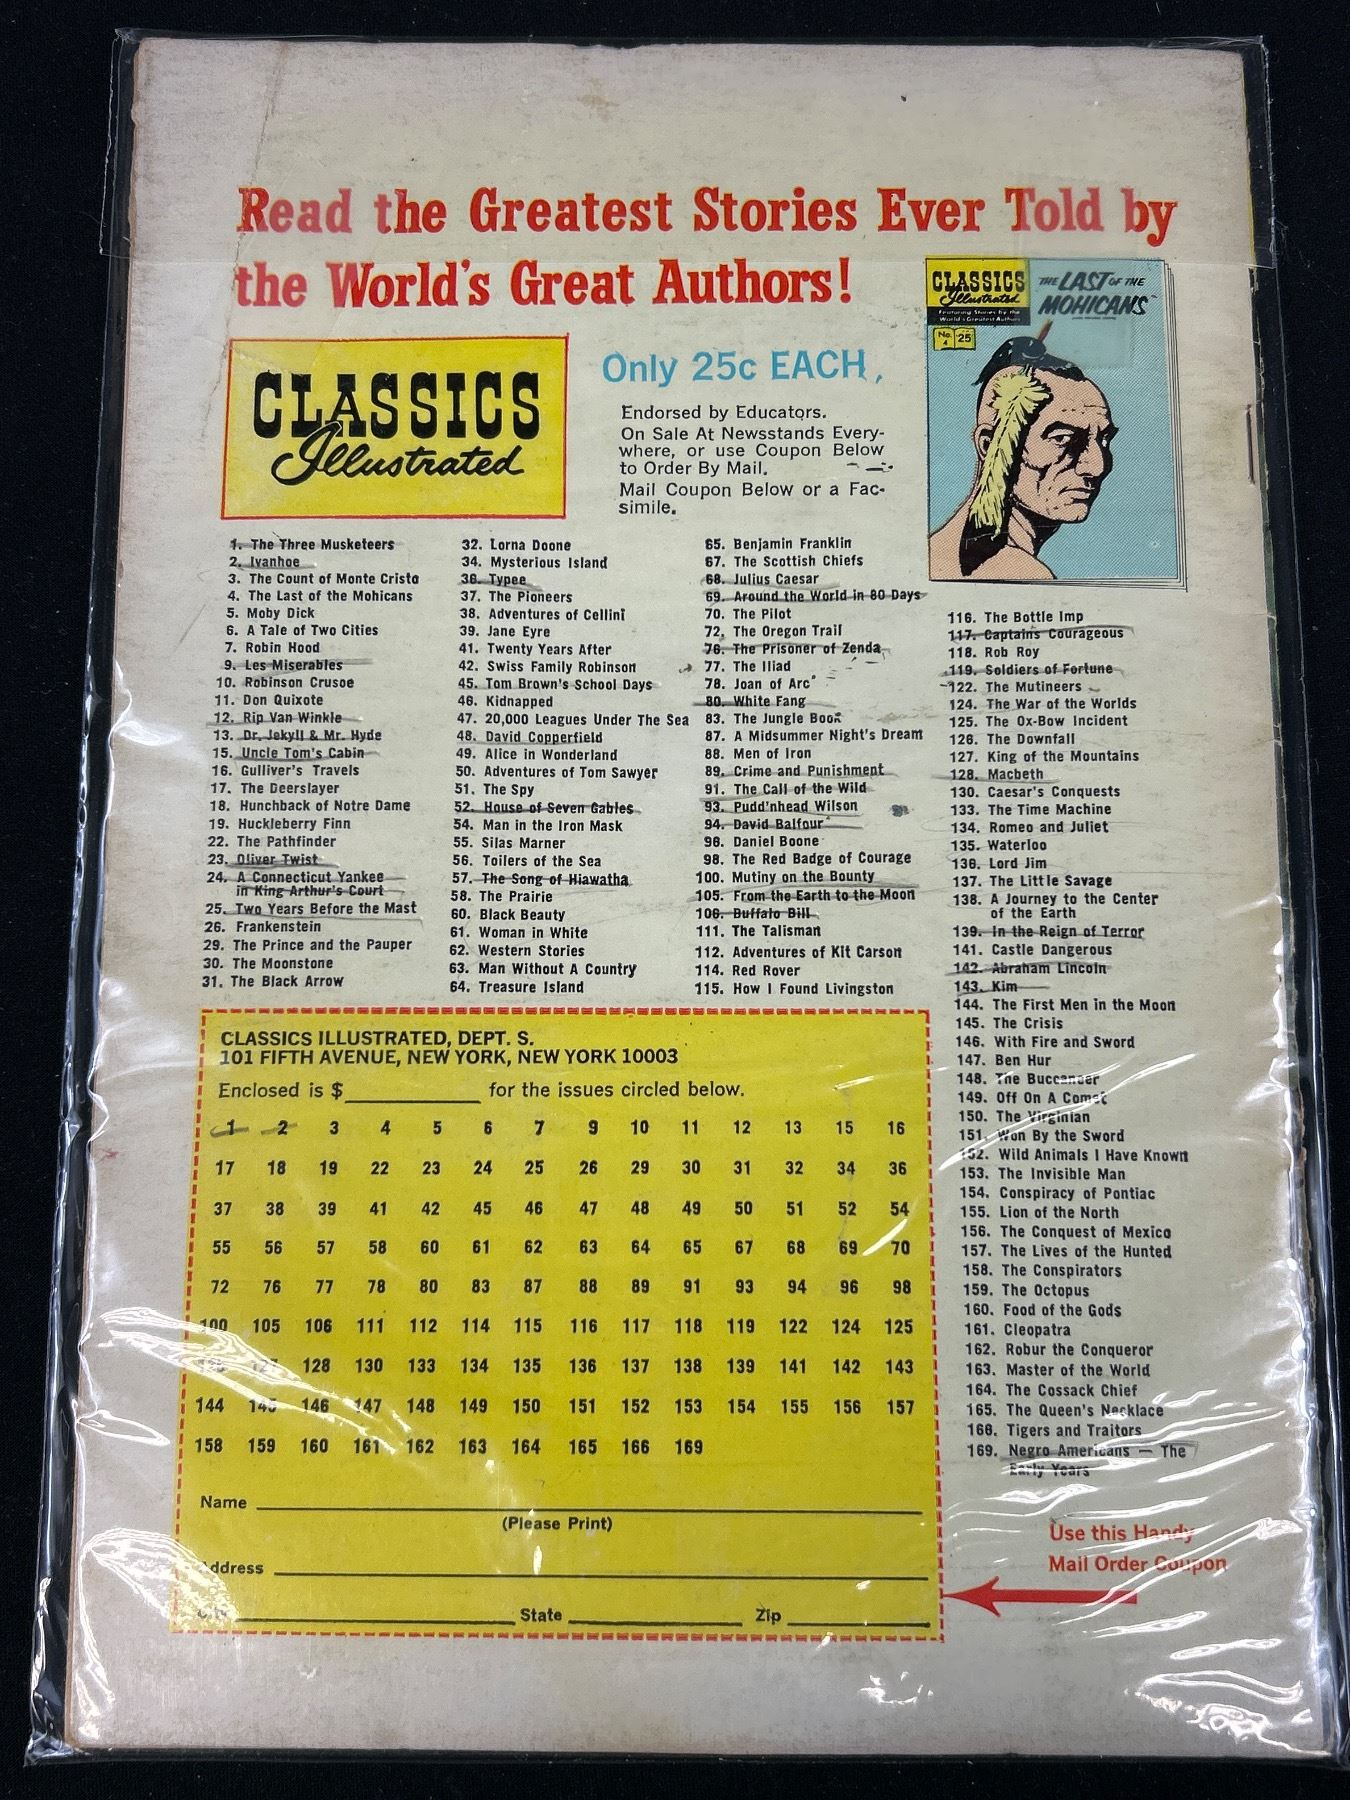 Read the Greatest Stories Ever Told by
the World's Great Authors!
CLASSICS
Illustrated
Only 25c EACH,
Endorsed by Educators.
On Sale At Newsstands Every-
where, or use Coupon Below
to Order By Mail.
Mail Coupon Below or a Fac-
simile.
CLASSICS
Illustrated
Featuring Stories by the
World's Greatest Authors
THE LAST OF THE
MOHICANS
No. 4
25
1. The Three Musketeers
2. Ivanhoe
3. The Count of Monte Cristo
4. The Last of the Mohicans
5. Moby Dick
6. A Tale of Two Cities
7. Robin Hood
9. Les Miserables
10. Robinson Crusoe
11. Don Quixote
12. Rip Van Winkle
13. Dr. Jekyll & Mr. Hyde
15. Uncle Tom's Cabin
16. Gulliver's Travels
17. The Deerslayer
18. Hunchback of Notre Dame
19. Huckleberry Finn
22. The Pathfinder
23. Oliver Twist
24. A Connecticut Yankee
in King Arthur's Court
25. Two Years Before the Mast
26. Frankenstein
29. The Prince and the Pauper
30. The Moonstone
31. The Black Arrow
32. Lorna Doone
34. Mysterious Island
36. Typee
37. The Pioneers
38. Adventures of Cellini
39. Jane Eyre
41. Twenty Years After
42. Swiss Family Robinson
45. Tom Brown's School Days
46. Kidnapped
47. 20,000 Leagues Under The Sea
48. David Copperfield
49. Alice in Wonderland
50. Adventures of Tom Sawyer
51. The Spy
52. House of Seven Gables
54. Man in the Iron Mask
55. Silas Marner
56. Toilers of the Sea
57. The Song of Hiawatha
58. The Prairie
60. Black Beauty
61. Woman in White
62. Western Stories
63. Man Without A Country
64. Treasure Island
65. Benjamin Franklin
67. The Scottish Chiefs
68. Julius Caesar
69. Around the World in 80 Days
70. The Pilot
72. The Oregon Trail
76. The Prisoner of Zenda
77. The Iliad
78. Joan of Arc
80. White Fang
83. The Jungle Book
87. A Midsummer Night's Dream
88. Men of Iron
89. Crime and Punishment
91. The Call of the Wild
93. Pudd'nhead Wilson
94. David Balfour
96. Daniel Boone
98. The Red Badge of Courage
100. Mutiny on the Bounty
105. From the Earth to the Moon
106. Buffalo Bill
111. The Talisman
112. Adventures of Kit Carson
114. Red Rover
115. How I Found Livingston
116. The Bottle Imp
117. Captains Courageous
118. Rob Roy
119. Soldiers of Fortune
122. The Mutineers
124. The War of the Worlds
125. The Ox-Bow Incident
126. The Downfall
127. King of the Mountains
128. Macbeth
130. Caesar's Conquests
133. The Time Machine
134. Romeo and Juliet
135. Waterloo
136. Lord Jim
137. The Little Savage
138. A Journey to the Center
of the Earth
139. In the Reign of Terror
141. Castle Dangerous
142. Abraham Lincoln
143. Kim
144. The First Men in the Moon
145. The Crisis
146. With Fire and Sword
147. Ben Hur
148. The Buccaneer
149. Off On A Comet
150. The Virginian
151. Won By the Sword
152. Wild Animals I Have Known
153. The Invisible Man
154. Conspiracy of Pontiac
155. Lion of the North
156. The Conquest of Mexico
157. The Lives of the Hunted
158. The Conspirators
159. The Octopus
160. Food of the Gods
161. Cleopatra
162. Robur the Conqueror
163. Master of the World
164. The Cossack Chief
165. The Queen's Necklace
166. Tigers and Traitors
169. Negro Americans — The
Early Years
CLASSICS ILLUSTRATED, DEPT. S.
101 FIFTH AVENUE, NEW YORK, NEW YORK 10003
Enclosed is $ for the issues circled below.
1 2 3 4 5 6 7 9 10 11 12 13 15 16
17 18 19 22 23 24 25 26 29 30 31 32 34 36
37 38 39 41 42 45 46 47 48 49 50 51 52 54
55 56 57 58 60 61 62 63 64 65 67 68 69 70
72 76 77 78 80 83 87 88 89 91 93 94 96 98
100 105 106 111 112 114 115 116 117 118 119 122 124 125
126 127 128 130 133 134 135 136 137 138 139 141 142 143
144 145 146 147 148 149 150 151 152 153 154 155 156 157
158 159 160 161 162 163 164 165 166 169
Name
(Please Print)
Address
City State Zip
Use this Handy
Mail Order Coupon